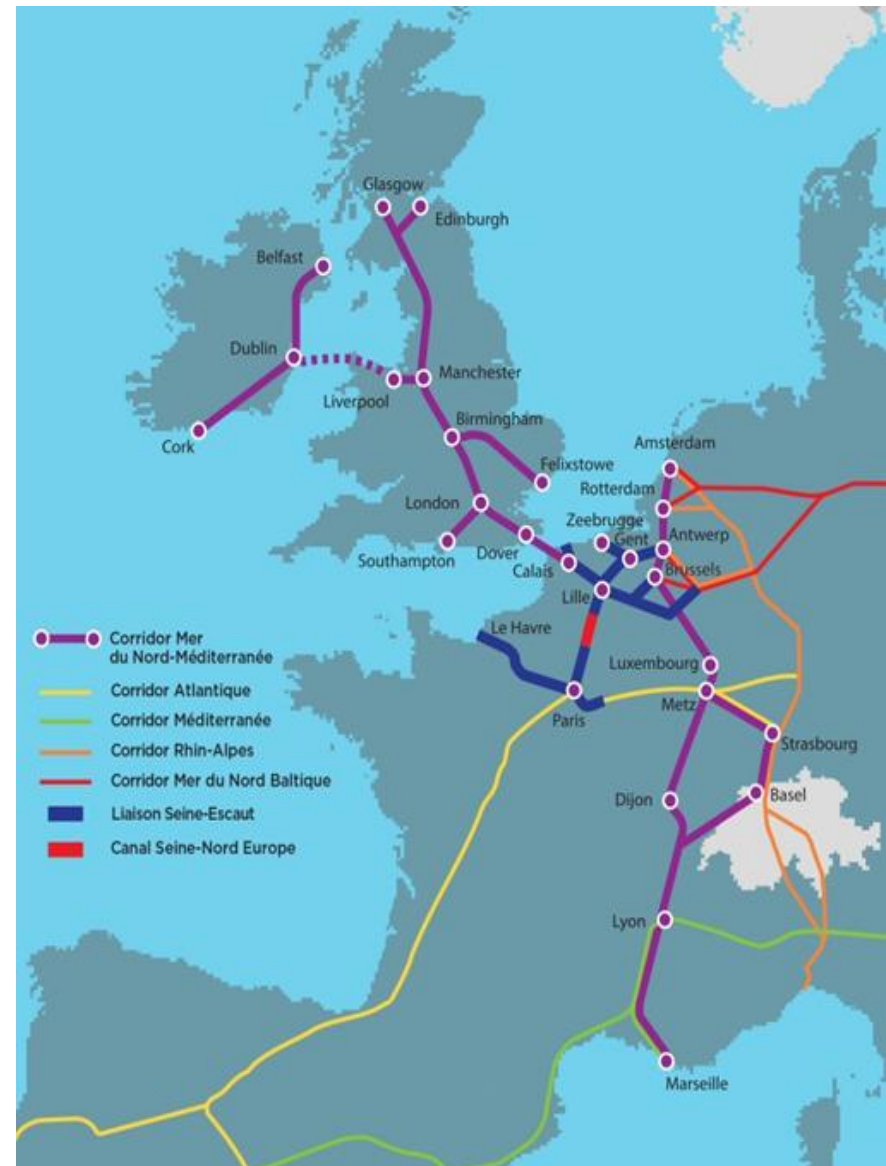 Glasgow
Edinburgh
Belfast
Dublin
Manchester
Liverpool
Cork
Birmingham
Amsterdam
Felixstowe
Rotterdam
London
Zeebrugge
Gent
Antwerp
Southampton
Dover
Calais
Brussels
Lille
Le Havre
Luxembourg
Metz
Paris
Strasbourg
Dijon
Basel
Lyon
Marseille
Corridor Mer
du Nord-Méditerranée
Corridor Atlantique
Corridor Méditerranée
Corridor Rhin-Alpes
Corridor Mer du Nord Baltique
Liaison Seine-Escaut
Canal Seine-Nord Europe